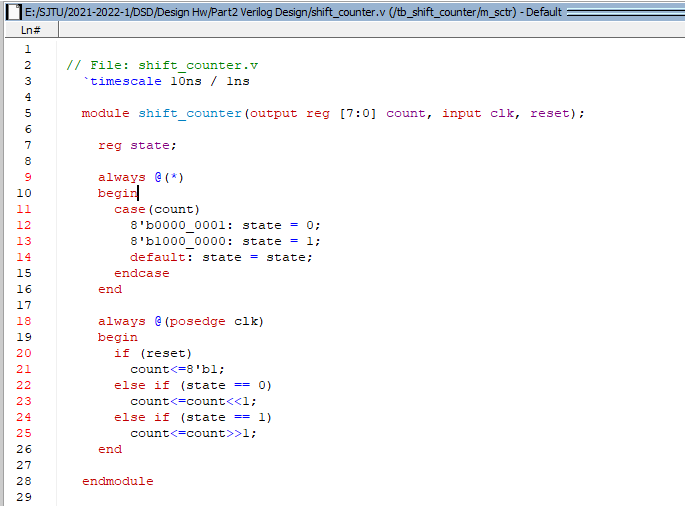 E:/SJTU/2021-2022-1/DSD/Design Hw/Part2 Verilog Design/shift_counter.v (/tb_shift_counter/m_sctr) - Default
Ln#
1
2 // File: shift_counter.v
3 `timescale 10ns / 1ns
4
5 module shift_counter(output reg [7:0] count, input clk, reset);
6
7 reg state;
8
9 always @(*)
10 begin
11 case(count)
12 8'b0000_0001: state = 0;
13 8'b1000_0000: state = 1;
14 default: state = state;
15 endcase
16 end
17
18 always @(posedge clk)
19 begin
20 if (reset)
21 count<=8'b1;
22 else if (state == 0)
23 count<=count<<1;
24 else if (state == 1)
25 count<=count>>1;
26 end
27
28 endmodule
29